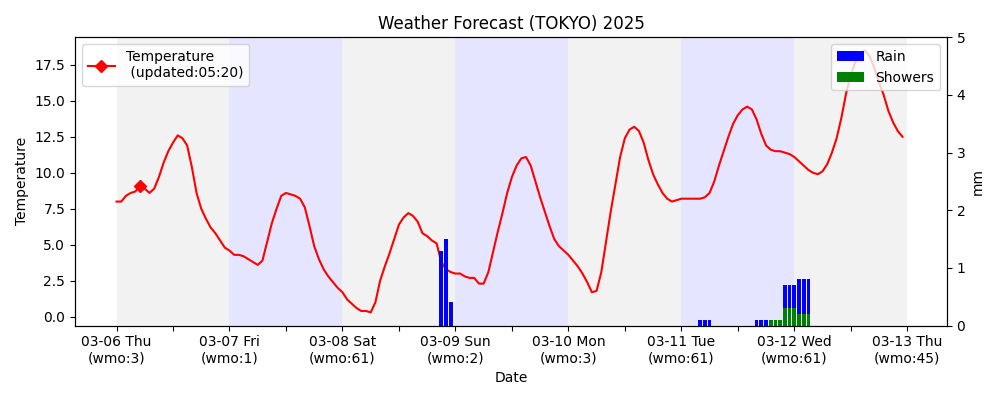 Weather Forecast (TOKYO) 2025
Temperature
(updated:05:20)
Rain
Showers
Temperature
17.5
15.0
12.5
10.0
7.5
5.0
2.5
0.0
5
4
3
2
1
0
mm
03-06 Thu
(wmo:3)
03-07 Fri
(wmo:1)
03-08 Sat
(wmo:61)
03-09 Sun
(wmo:2)
03-10 Mon
(wmo:3)
03-11 Tue
(wmo:61)
03-12 Wed
(wmo:61)
03-13 Thu
(wmo:45)
Date